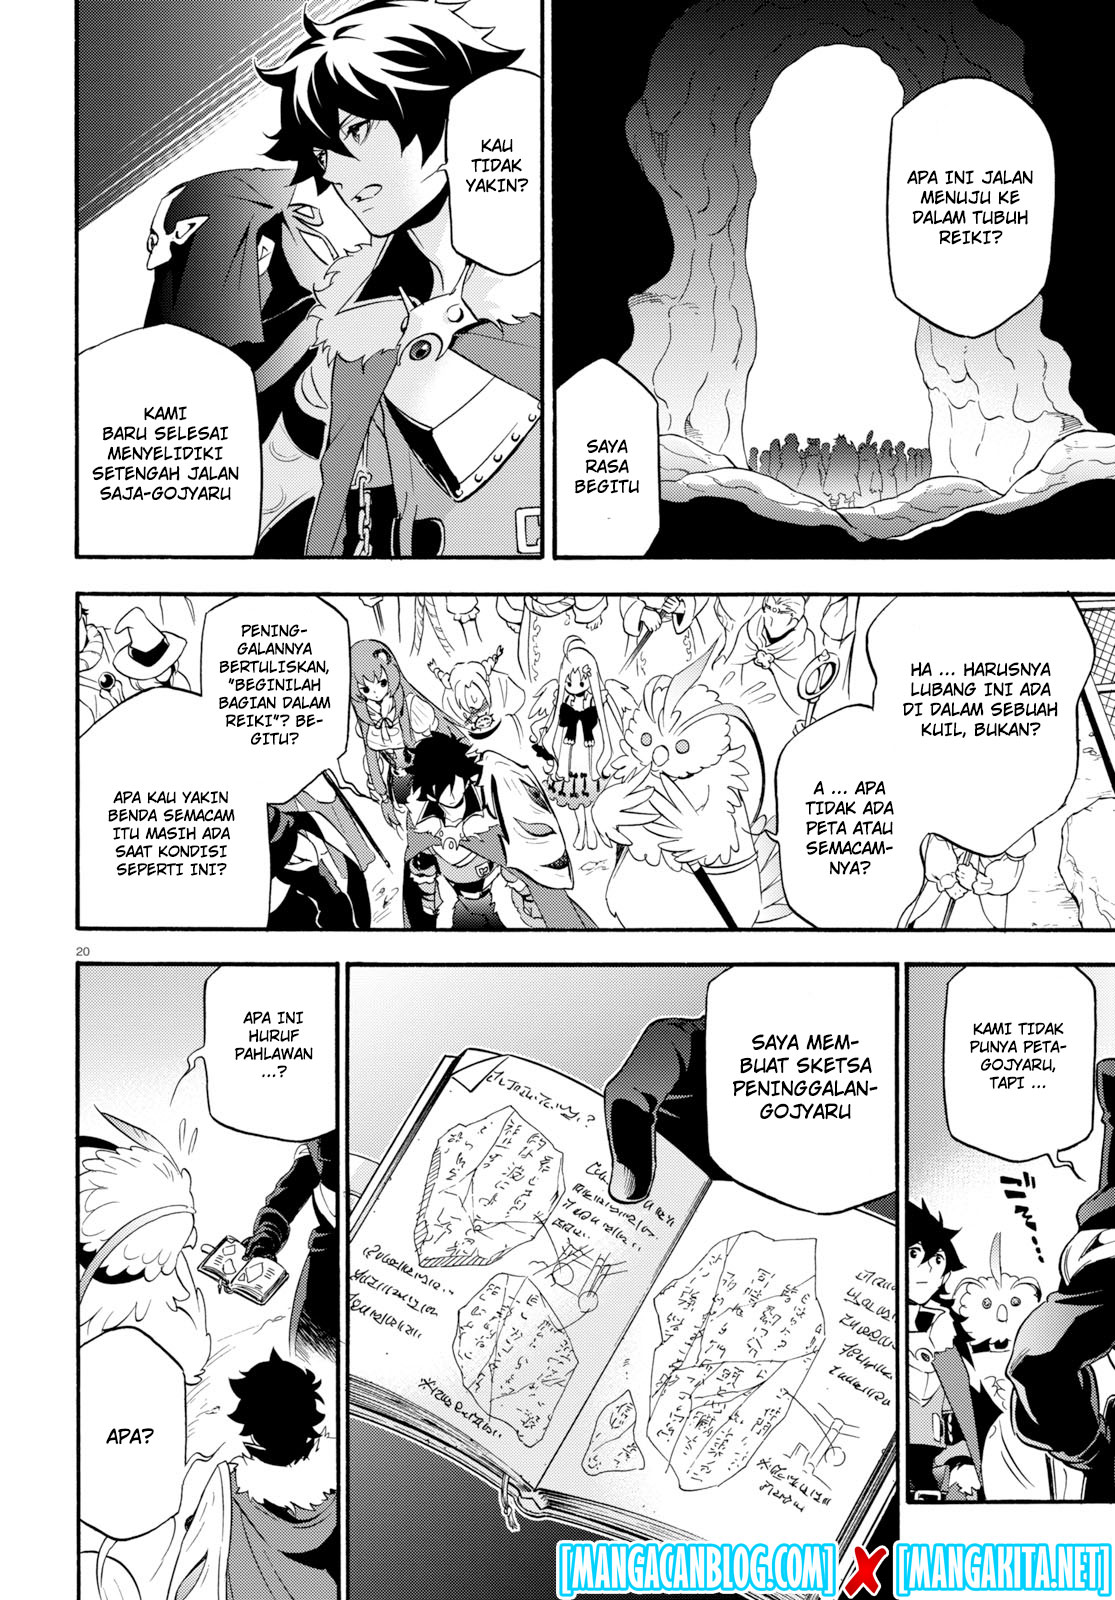 APA INI JALAN
MENUJU KE
DALAM TUBUH
REIKI?
SAYA
RASA
BEGITU
KAU
TIDAK
YAKIN?
KAMI
BARU SELESAI
MENYELIDIKI
SETENGAH JALAN
SAJA-GOJYARU
HA ... HARUSNYA
LUBANG INI ADA
DI DALAM SEBUAH
KUIL, BUKAN?
A ... APA
TIDAK ADA
PETA ATAU
SEMACAM-
NYA?
PENING-
GALANNYA
BERTULISKAN,
"BEGINILAH
BAGIAN DALAM
REIKI"? BE-
GITU?
APA KAU YAKIN
BENDA SEMACAM
ITU MASIH ADA
SAAT KONDISI
SEPERTI INI?
20
KAMI TIDAK
PUNYA PETA-
GOJYARU,
TAPI ...
SAYA MEM-
BUAT SKETSA
PENINGGALAN-
GOJYARU
APA INI
HURUF
PAHLAWAN
...?
APA?
[MANGACANBLOG.COM] X [MANGAKITA.NET]